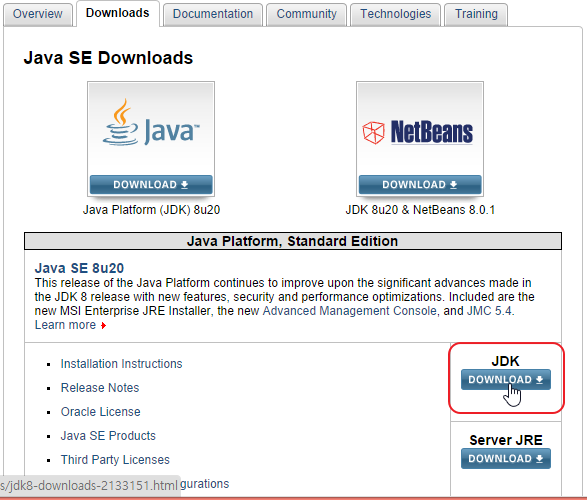 Overview Downloads Documentation Community Technologies Training
Java SE Downloads
Java™ NetBeans
DOWNLOAD DOWNLOAD
Java Platform (JDK) 8u20 JDK 8u20 & NetBeans 8.0.1
Java Platform, Standard Edition
Java SE 8u20
This release of the Java Platform continues to improve upon the significant advances made in
the JDK 8 release with new features, security and performance optimizations. Included are the
new MSI Enterprise JRE Installer, the new Advanced Management Console, and JMC 5.4.
Learn more
Installation Instructions
Release Notes
Oracle License
Java SE Products
Third Party Licenses
gurations
JDK
DOWNLOAD
Server JRE
DOWNLOAD
s/jdk8-downloads-2133151.html